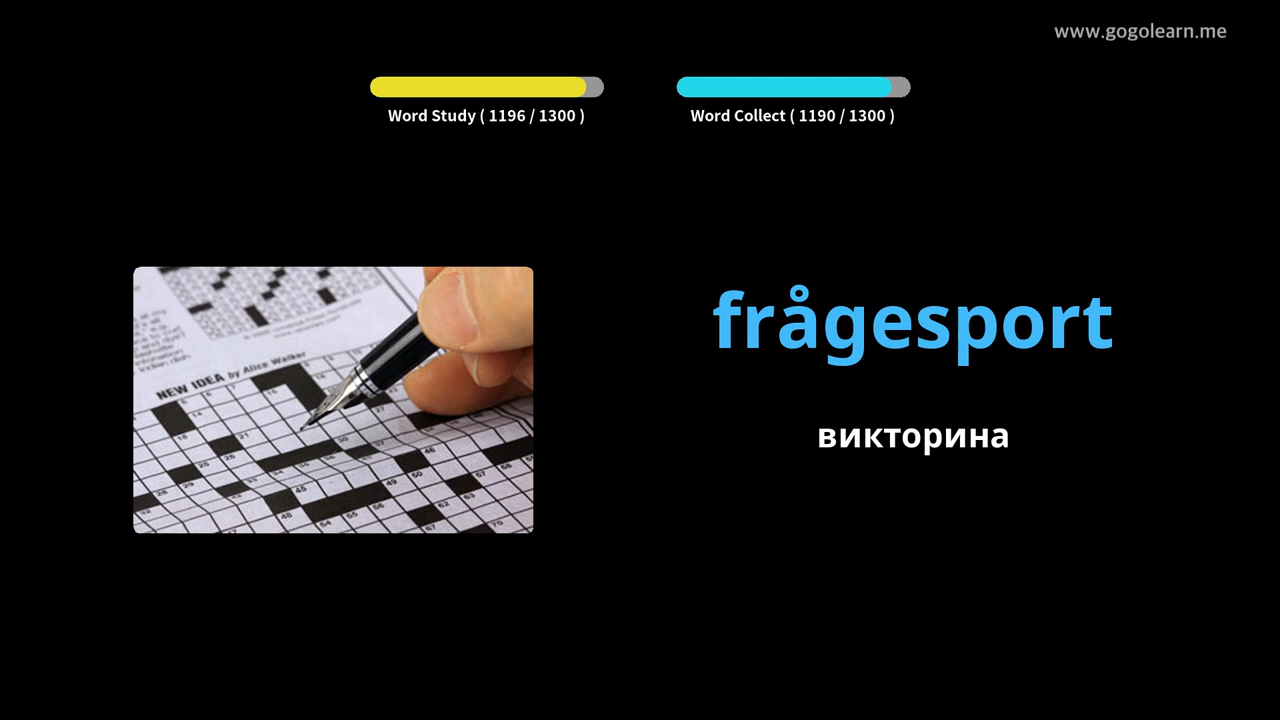 www.gogolearn.me
Word Study ( 1196 / 1300 )
Word Collect ( 1190 / 1300 )
NEW IDEA by Alice Walker
frågesport
викторина